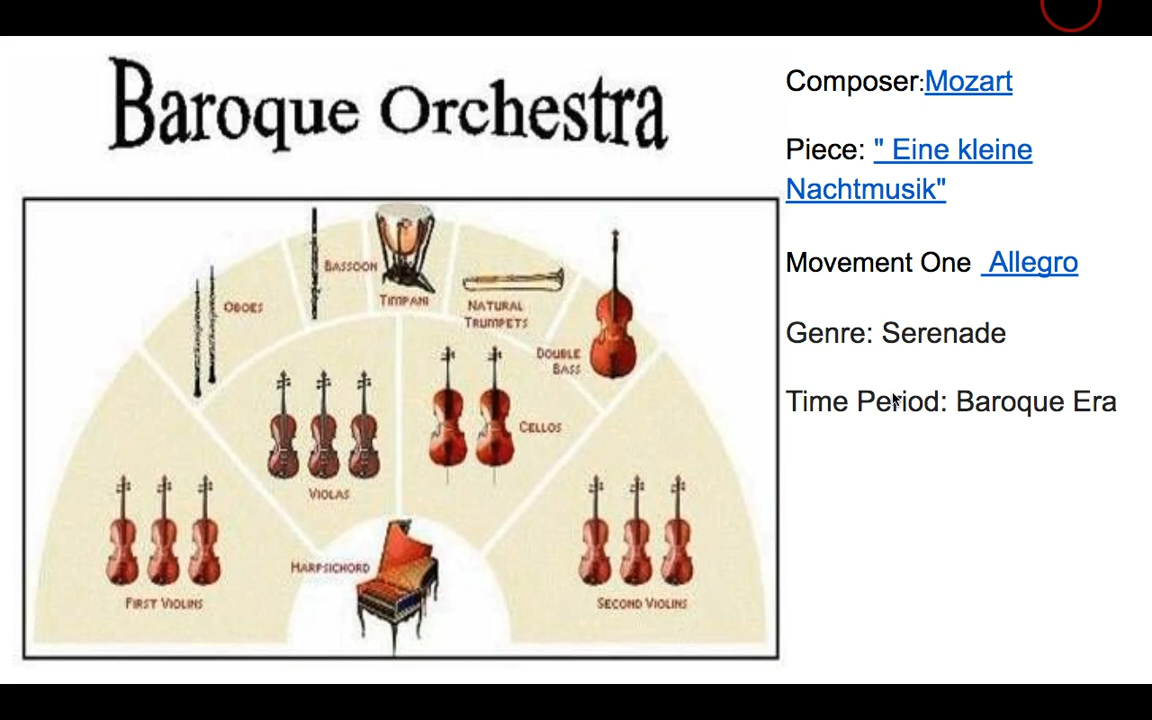 Baroque Orchestra
Composer:Mozart
Piece: " Eine kleine
Nachtmusik"
Movement One  Allegro
Genre: Serenade
Time Period: Baroque Era
OBOES
BASSOON
TIMPANI
NATURAL
TRUMPETS
DOUBLE
BASS
VIOLAS
CELLOS
FIRST VIOLINS
HARPSICHORD
SECOND VIOLINS